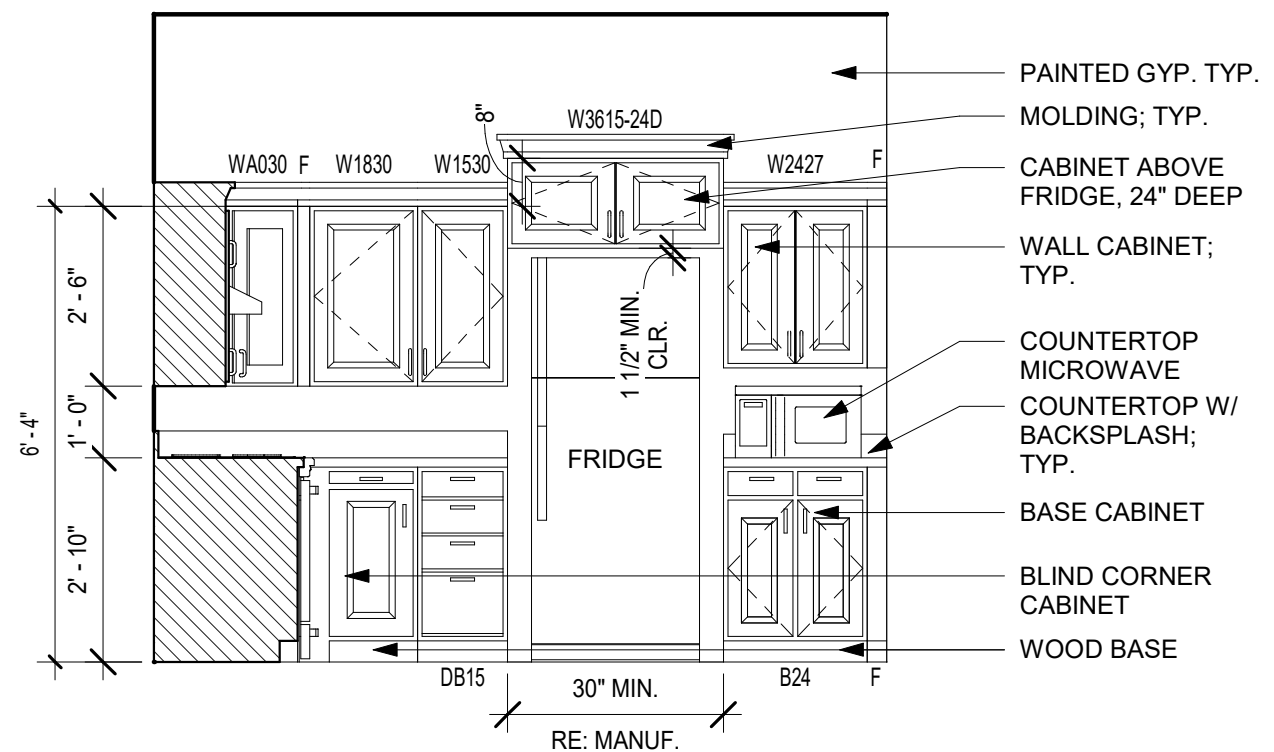 PAINTED GYP. TYP.
MOLDING; TYP.
8"
W3615-24D
WA030 F W1830 W1530
W2427 F
CABINET ABOVE
FRIDGE, 24" DEEP
WALL CABINET;
TYP.
2' - 6"
1 1/2" MIN.
CLR.
COUNTERTOP
MICROWAVE
6' - 4"
1' - 0"
COUNTERTOP W/
BACKSPLASH;
TYP.
FRIDGE
BASE CABINET
2' - 10"
BLIND CORNER
CABINET
WOOD BASE
DB15
30" MIN.
B24 F
RE: MANUF.